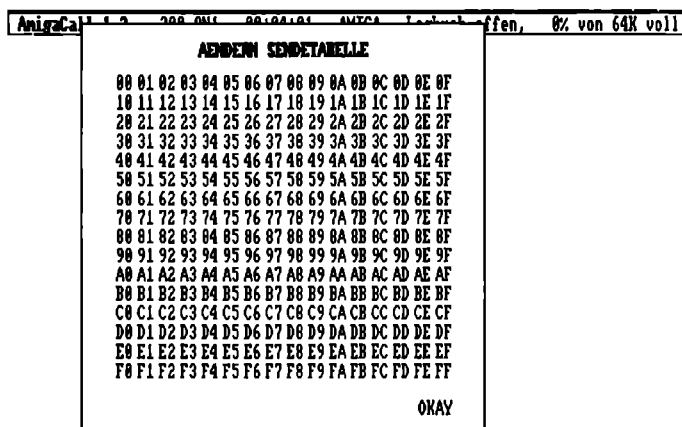 AmigaCal ffen, 0% von 64K voll
AENDERN SENDETABELLE
00 01 02 03 04 05 06 07 08 09 0A 0B 0C 0D 0E 0F
10 11 12 13 14 15 16 17 18 19 1A 1B 1C 1D 1E 1F
20 21 22 23 24 25 26 27 28 29 2A 2B 2C 2D 2E 2F
30 31 32 33 34 35 36 37 38 39 3A 3B 3C 3D 3E 3F
40 41 42 43 44 45 46 47 48 49 4A 4B 4C 4D 4E 4F
50 51 52 53 54 55 56 57 58 59 5A 5B 5C 5D 5E 5F
60 61 62 63 64 65 66 67 68 69 6A 6B 6C 6D 6E 6F
70 71 72 73 74 75 76 77 78 79 7A 7B 7C 7D 7E 7F
80 81 82 83 84 85 86 87 88 89 8A 8B 8C 8D 8E 8F
90 91 92 93 94 95 96 97 98 99 9A 9B 9C 9D 9E 9F
A0 A1 A2 A3 A4 A5 A6 A7 A8 A9 AA AB AC AD AE AF
B0 B1 B2 B3 B4 B5 B6 B7 B8 B9 BA BB BC BD BE BF
C0 C1 C2 C3 C4 C5 C6 C7 C8 C9 CA CB CC CD CE CF
D0 D1 D2 D3 D4 D5 D6 D7 D8 D9 DA DB DC DD DE DF
E0 E1 E2 E3 E4 E5 E6 E7 E8 E9 EA EB EC ED EE EF
F0 F1 F2 F3 F4 F5 F6 F7 F8 F9 FA FB FC FD FE FF
OKAY